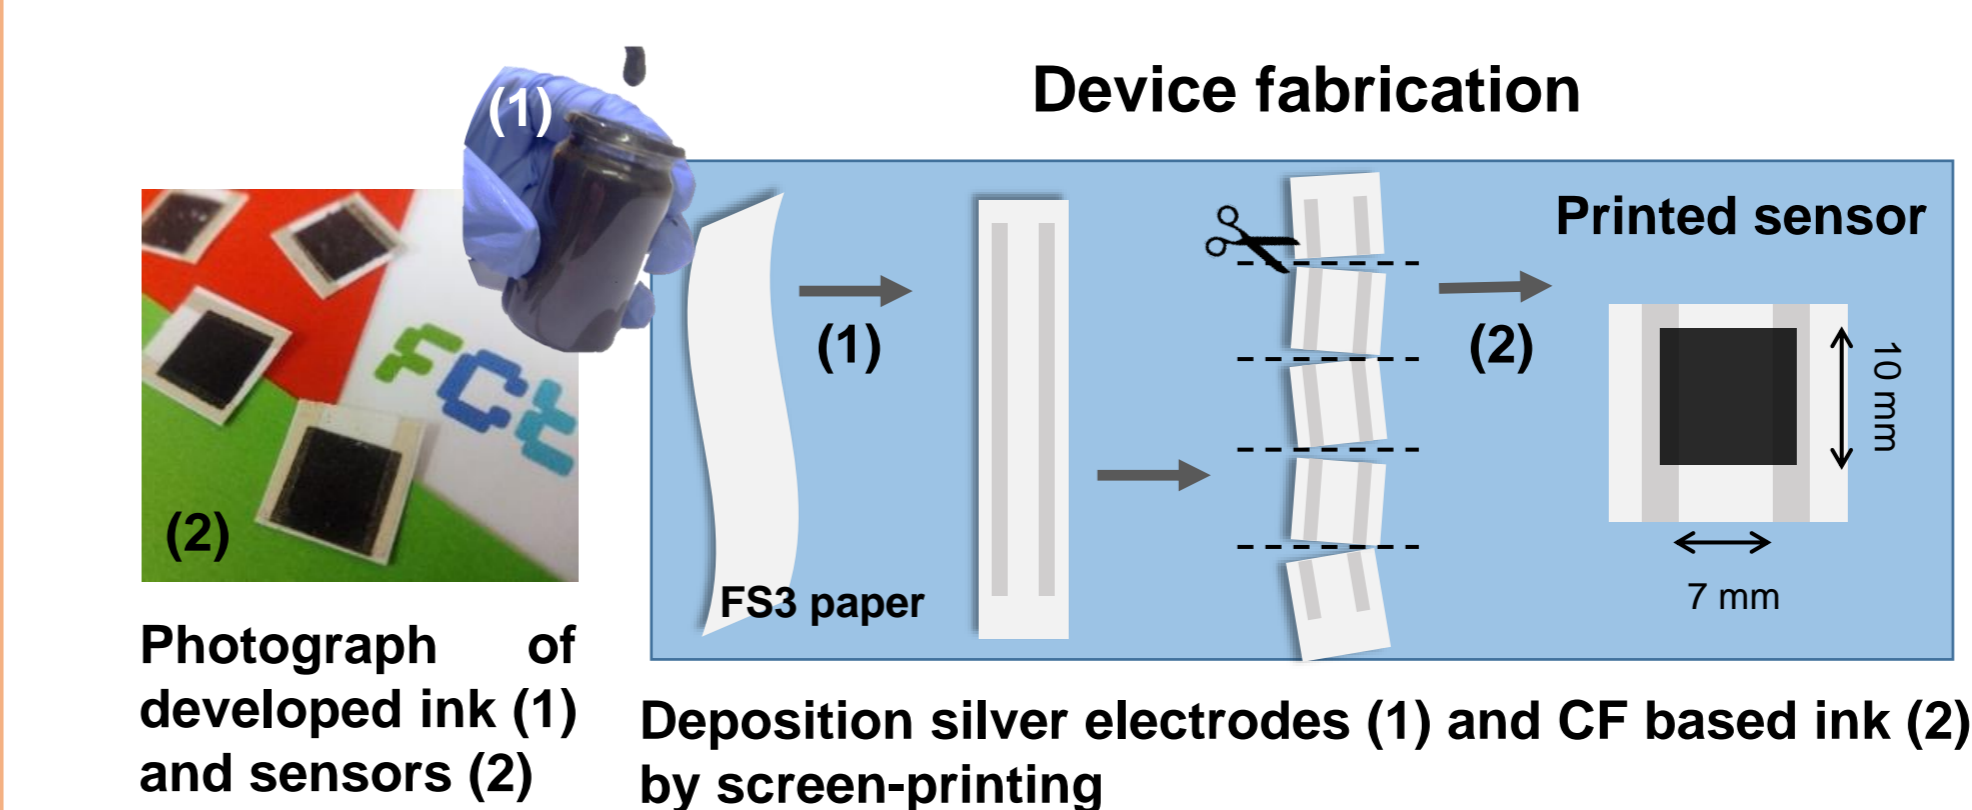 Device fabrication
(1)
FCt
(2)
Photograph of
developed ink (1)
and sensors (2)
FS3 paper
(1)
(2)
Printed sensor
10 mm
7 mm
Deposition silver electrodes (1) and CF based ink (2)
by screen-printing